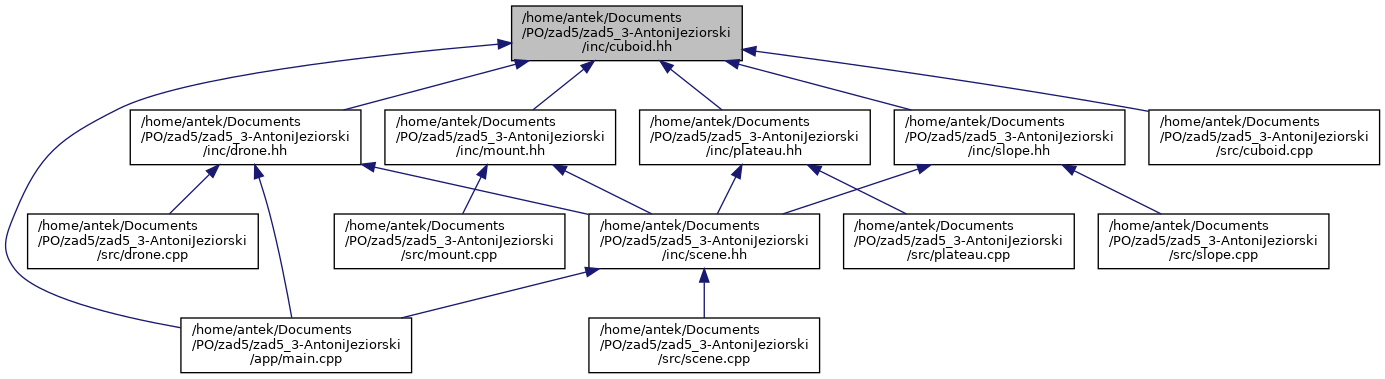 /home/antek/Documents
/PO/zad5/zad5_3-AntoniJeziorski
/inc/cuboid.hh
/home/antek/Documents
/PO/zad5/zad5_3-AntoniJeziorski
/inc/drone.hh
/home/antek/Documents
/PO/zad5/zad5_3-AntoniJeziorski
/inc/mount.hh
/home/antek/Documents
/PO/zad5/zad5_3-AntoniJeziorski
/inc/plateau.hh
/home/antek/Documents
/PO/zad5/zad5_3-AntoniJeziorski
/inc/slope.hh
/home/antek/Documents
/PO/zad5/zad5_3-AntoniJeziorski
/src/cuboid.cpp
/home/antek/Documents
/PO/zad5/zad5_3-AntoniJeziorski
/src/drone.cpp
/home/antek/Documents
/PO/zad5/zad5_3-AntoniJeziorski
/src/mount.cpp
/home/antek/Documents
/PO/zad5/zad5_3-AntoniJeziorski
/inc/scene.hh
/home/antek/Documents
/PO/zad5/zad5_3-AntoniJeziorski
/src/plateau.cpp
/home/antek/Documents
/PO/zad5/zad5_3-AntoniJeziorski
/src/slope.cpp
/home/antek/Documents
/PO/zad5/zad5_3-AntoniJeziorski
/app/main.cpp
/home/antek/Documents
/PO/zad5/zad5_3-AntoniJeziorski
/src/scene.cpp